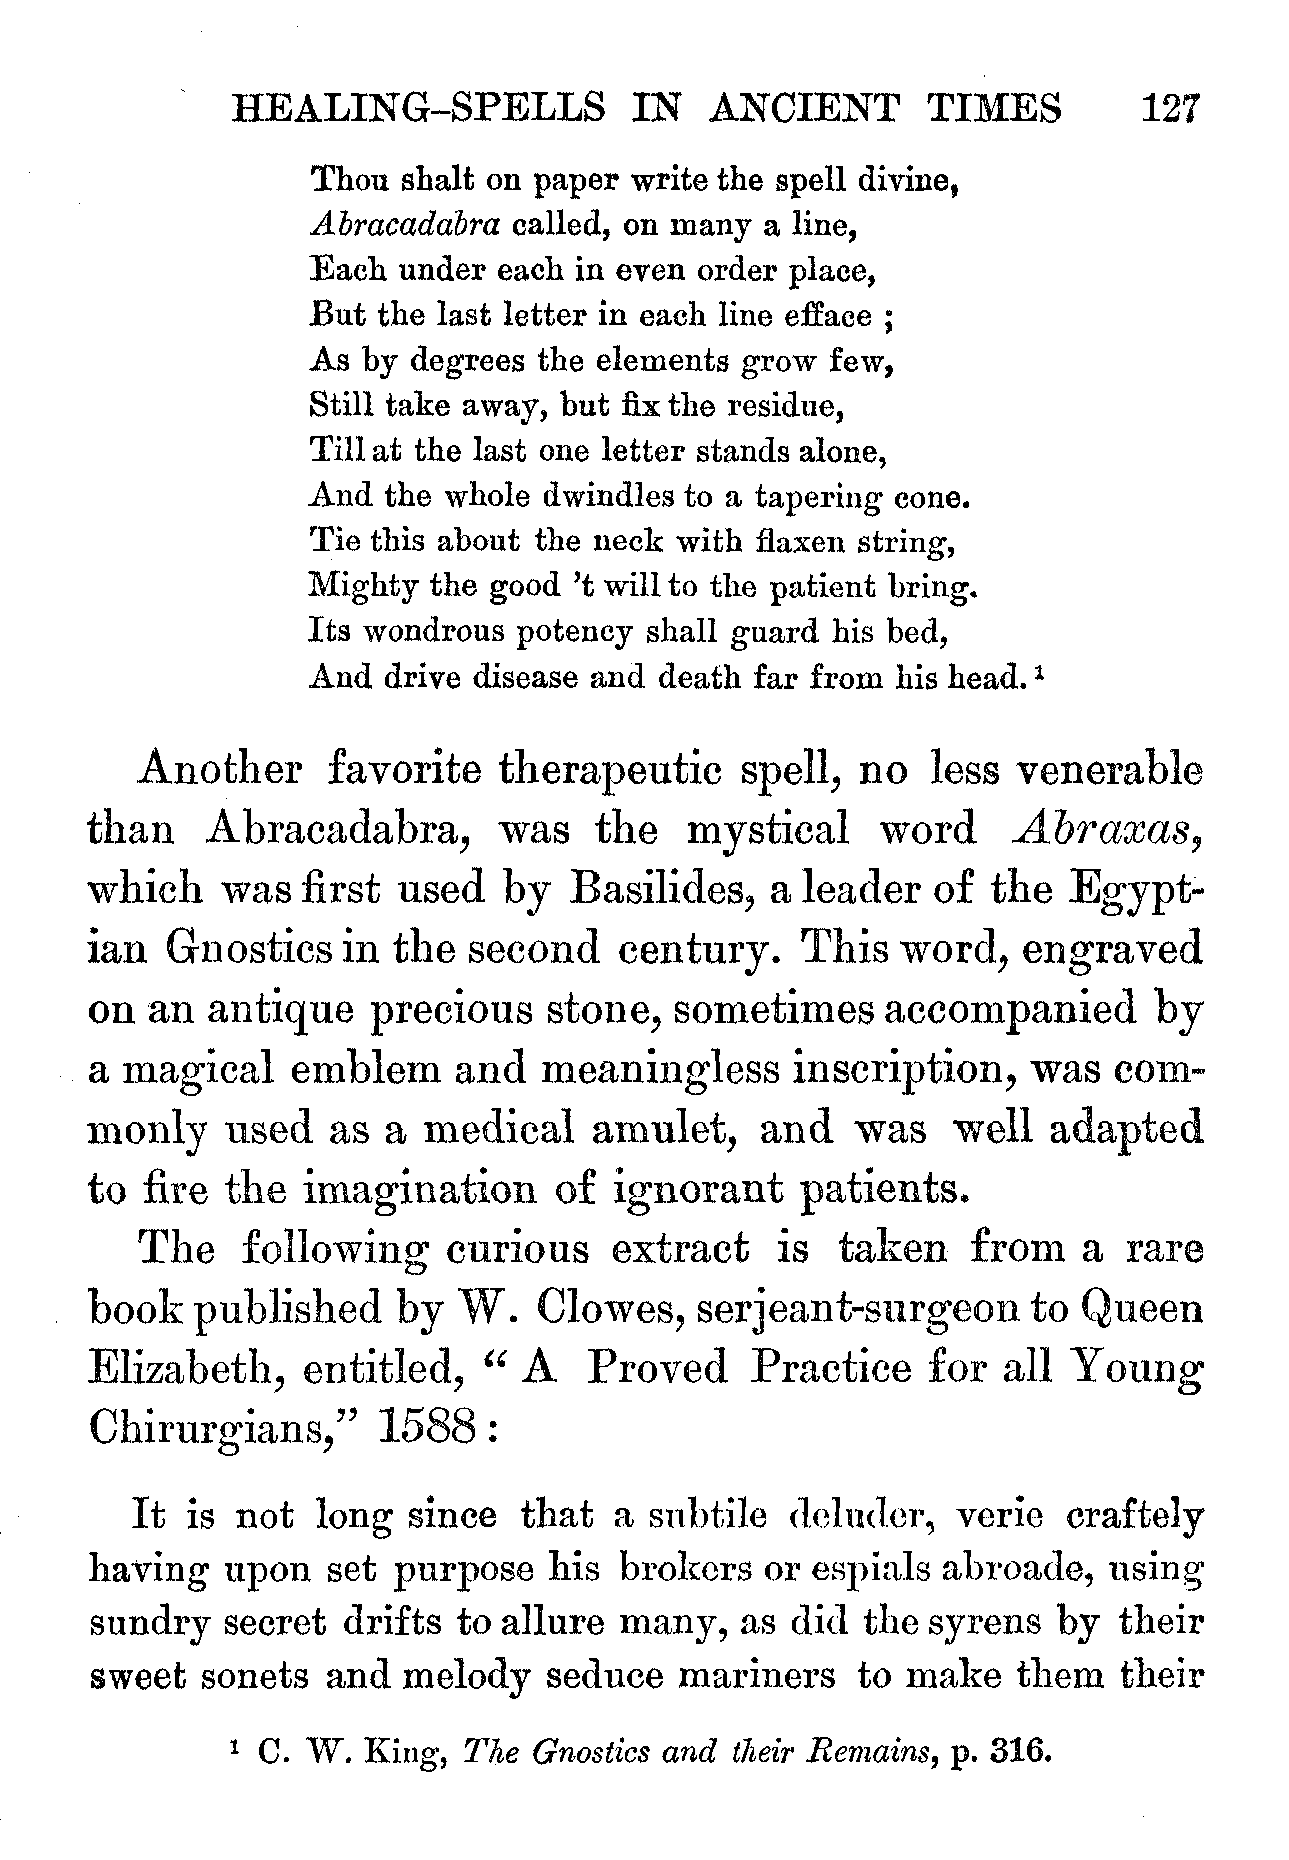 HEALING-SPELLS IN ANCIENT TIMES 127
Thou shalt on paper write the spell divine,
Abracadabra called, on many a line,
Each under each in even order place,
But the last letter in each line efface ;
As by degrees the elements grow few,
Still take away, but fix the residue,
Till at the last one letter stands alone,
And the whole dwindles to a tapering cone.
Tie this about the neck with flaxen string,
Mighty the good 't will to the patient bring.
Its wondrous potency shall guard his bed,
And drive disease and death far from his head.¹
Another favorite therapeutic spell, no less venerable
than Abracadabra, was the mystical word Abraxas,
which was first used by Basilides, a leader of the Egypt-
ian Gnostics in the second century. This word, engraved
on an antique precious stone, sometimes accompanied by
a magical emblem and meaningless inscription, was com-
monly used as a medical amulet, and was well adapted
to fire the imagination of ignorant patients.
The following curious extract is taken from a rare
book published by W. Clowes, serjeant-surgeon to Queen
Elizabeth, entitled, “ A Proved Practice for all Young
Chirurgians,” 1588 :
It is not long since that a subtile deluder, verie craftely
having upon set purpose his brokers or espials abroade, using
sundry secret drifts to allure many, as did the syrens by their
sweet sonets and melody seduce mariners to make them their
¹ C. W. King, The Gnostics and their Remains, p. 316.